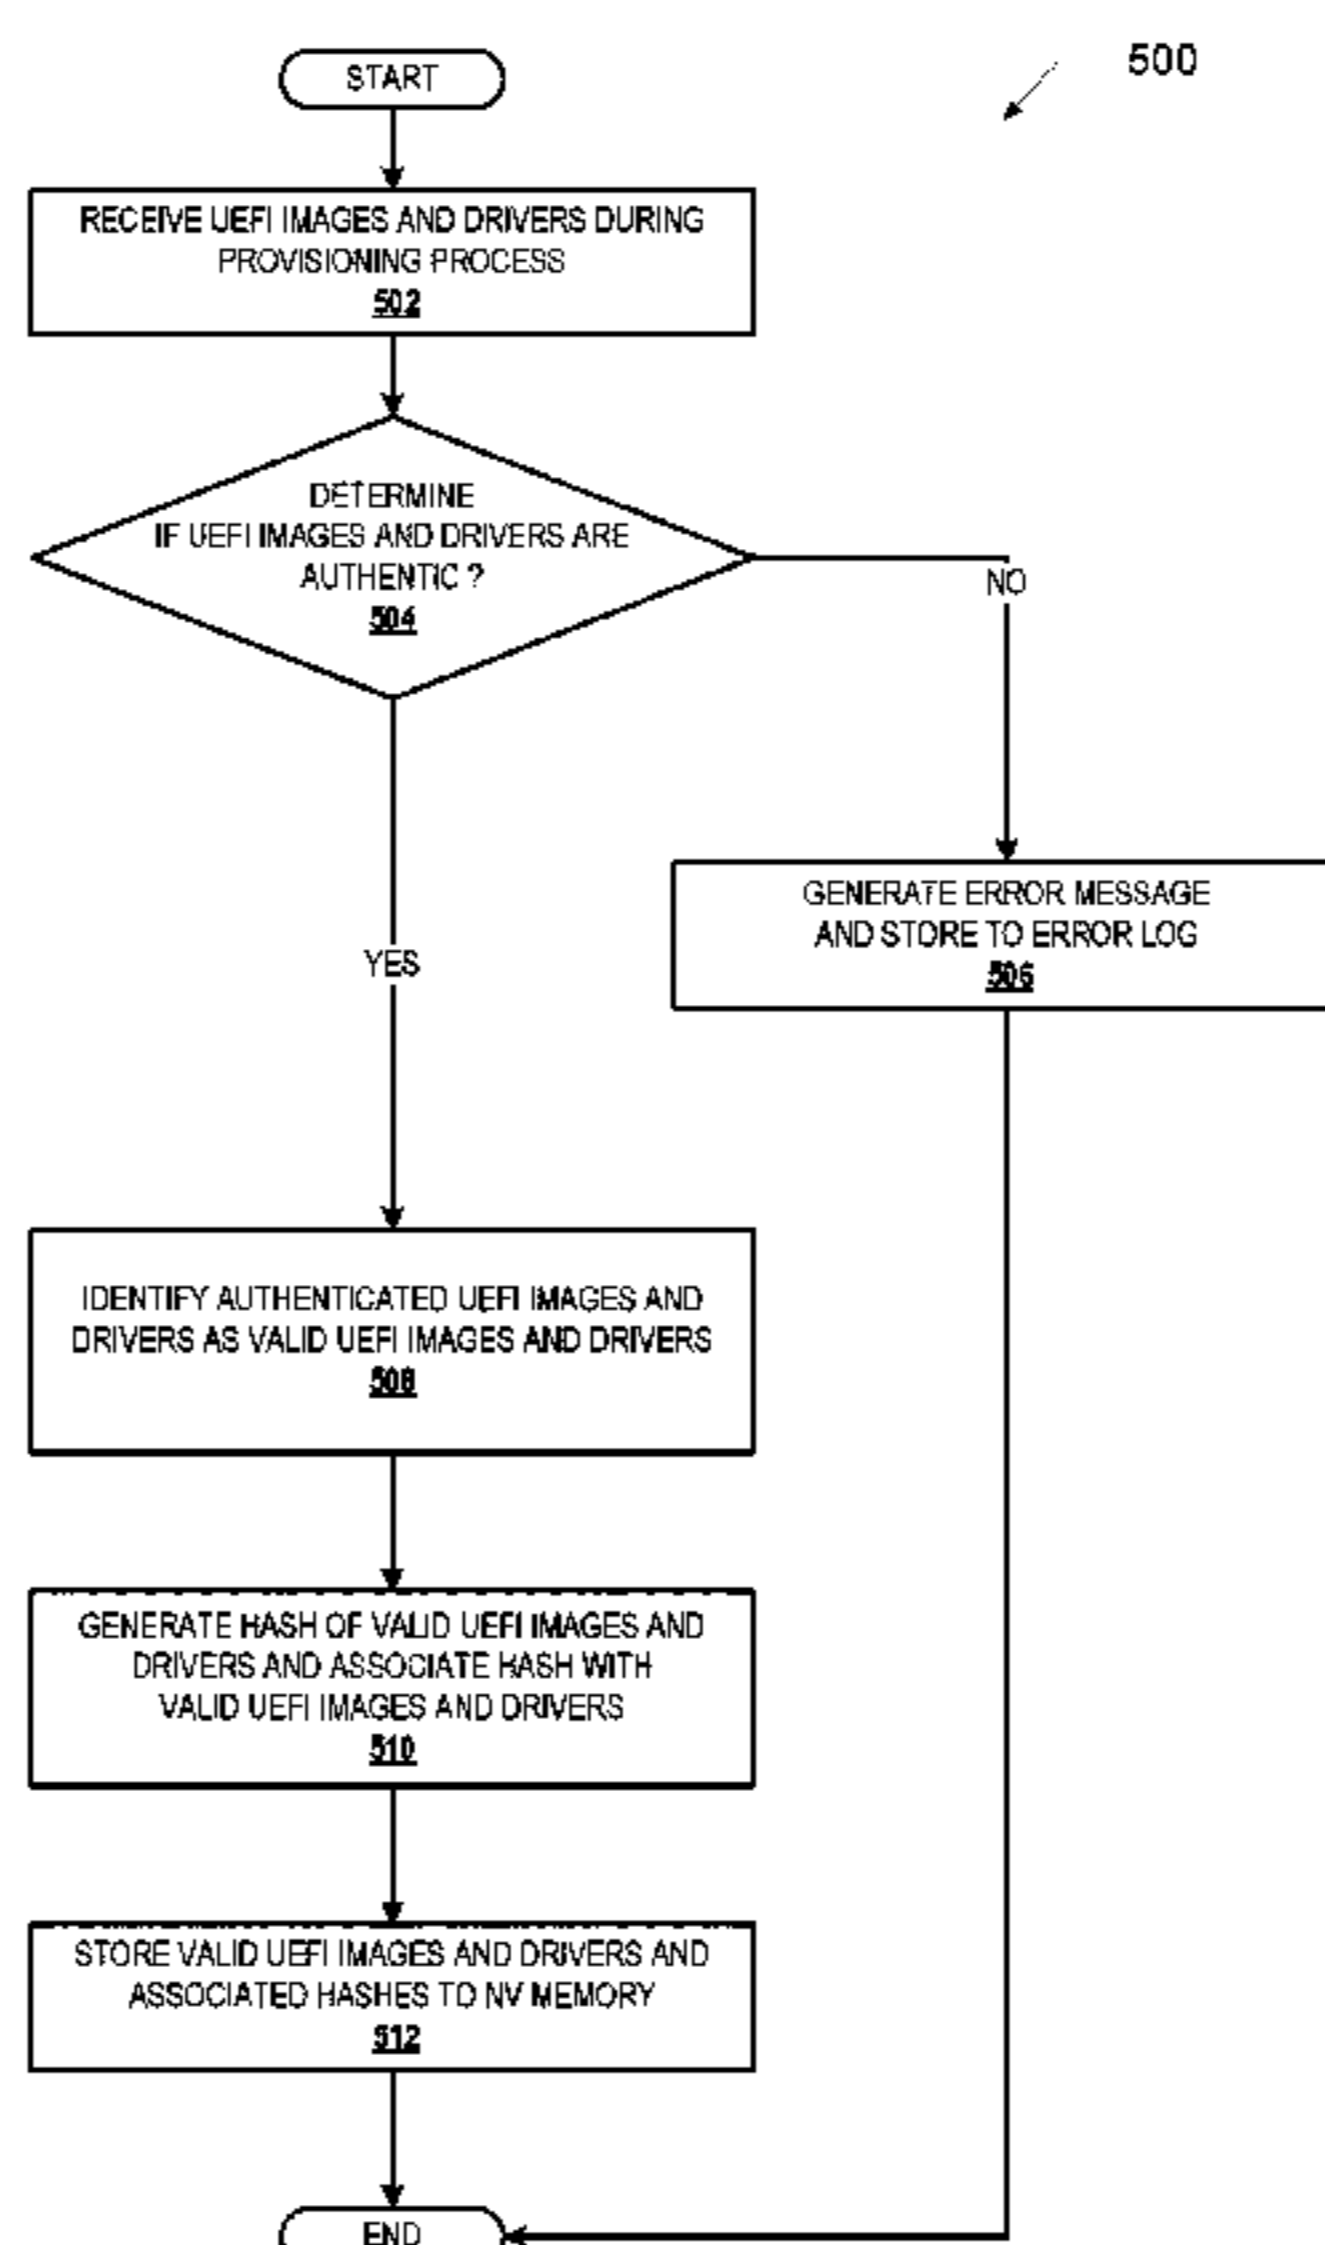 500
START
RECEIVE UEFI IMAGES AND DRIVERS DURING
PROVISIONING PROCESS
502
DETERMINE
IF UEFI IMAGES AND DRIVERS ARE
AUTHENTIC ?
504
NO
GENERATE ERROR MESSAGE
AND STORE TO ERROR LOG
506
YES
IDENTIFY AUTHENTICATED UEFI IMAGES AND
DRIVERS AS VALID UEFI IMAGES AND DRIVERS
508
GENERATE HASH OF VALID UEFI IMAGES AND
DRIVERS AND ASSOCIATE HASH WITH
VALID UEFI IMAGES AND DRIVERS
510
STORE VALID UEFI IMAGES AND DRIVERS AND
ASSOCIATED HASHES TO NV MEMORY
512
END